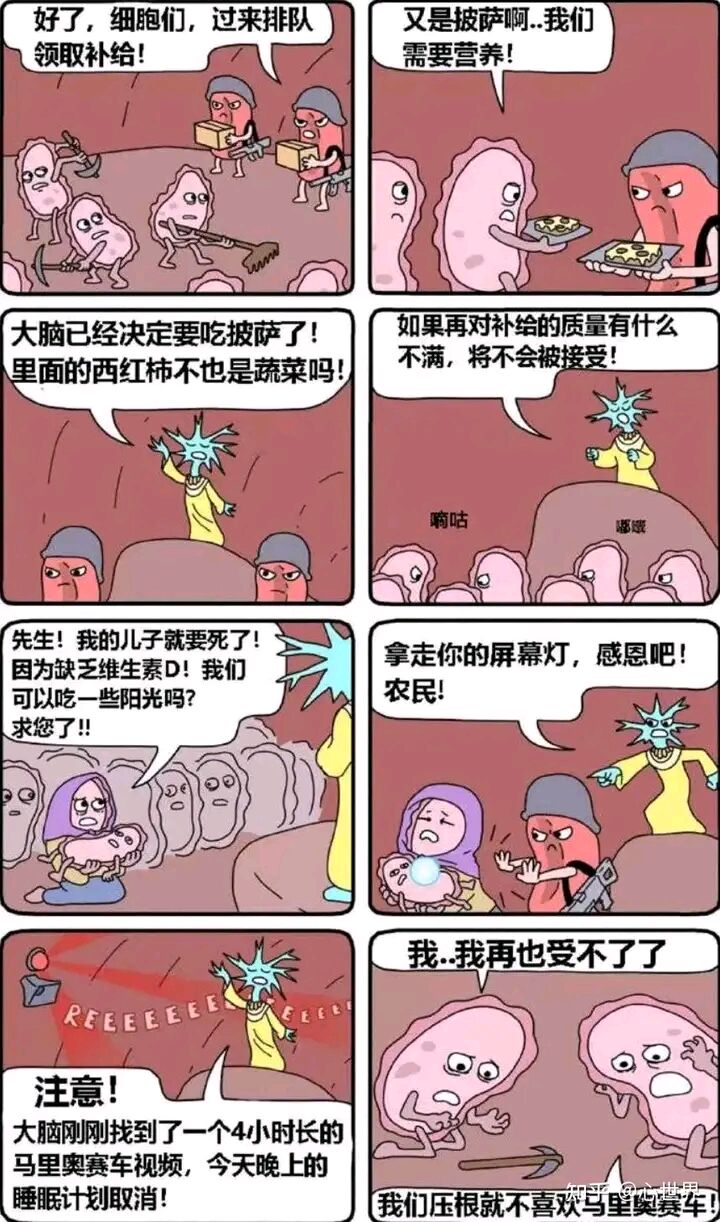 好了，细胞们，过来排队
领取补给！
又是披萨啊..我们
需要营养！
大脑已经决定要吃披萨了！
里面的西红柿不也是蔬菜吗！
如果再对补给的质量有什么
不满，将不会被接受！
嘀咕
嘟哝
先生！我的儿子就要死了！
因为缺乏维生素D！我们
可以吃一些阳光吗？
求您了!!
拿走你的屏幕灯，感恩吧！
农民!
REEEEEEEEEEEE
注意！
大脑刚刚找到了一个4小时长的
马里奥赛车视频，今天晚上的
睡眠计划取消！
我..我再也受不了了
我们压根就不喜欢马里奥赛车！
知乎 @心世界